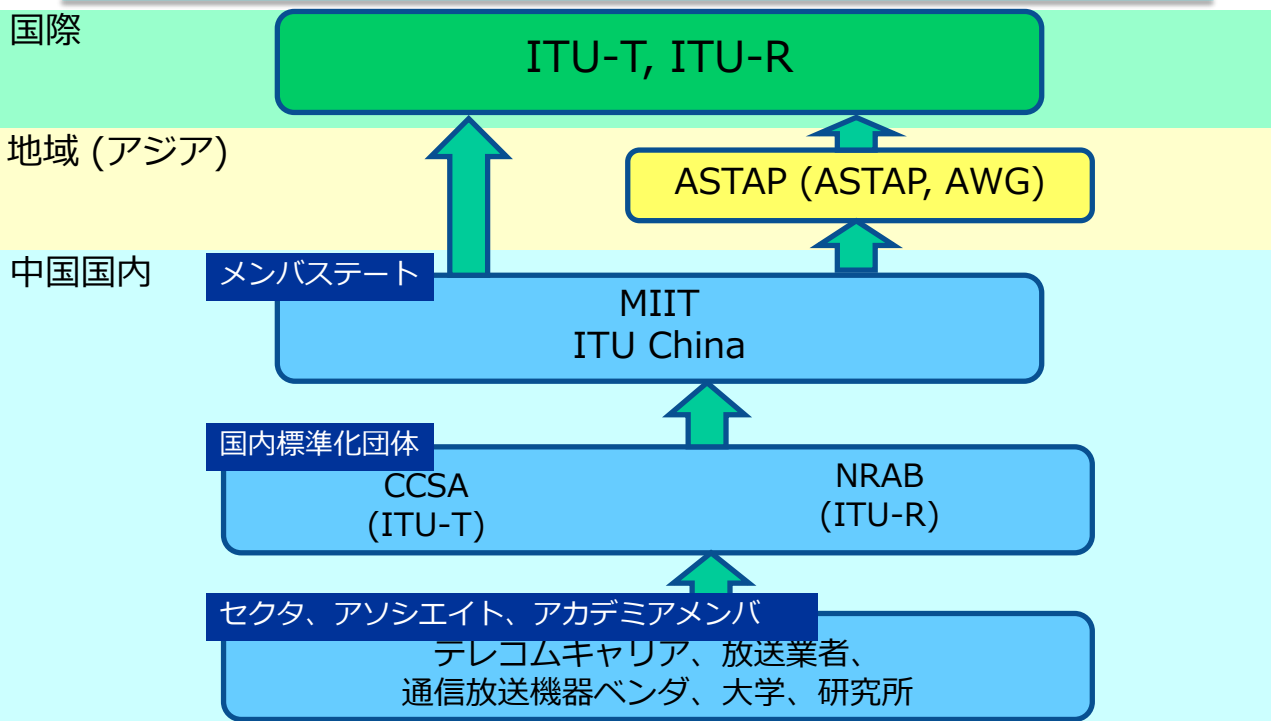 国際
ITU-T, ITU-R
地域 (アジア)
ASTAP (ASTAP, AWG)
中国国内
メンバステート
MIIT
ITU China
国内標準化団体
CCSA
(ITU-T)
NRAB
(ITU-R)
セクタ、アソシエイト、アカデミアメンバ
テレコムキャリア、放送業者、
通信放送機器ベンダ、大学、研究所